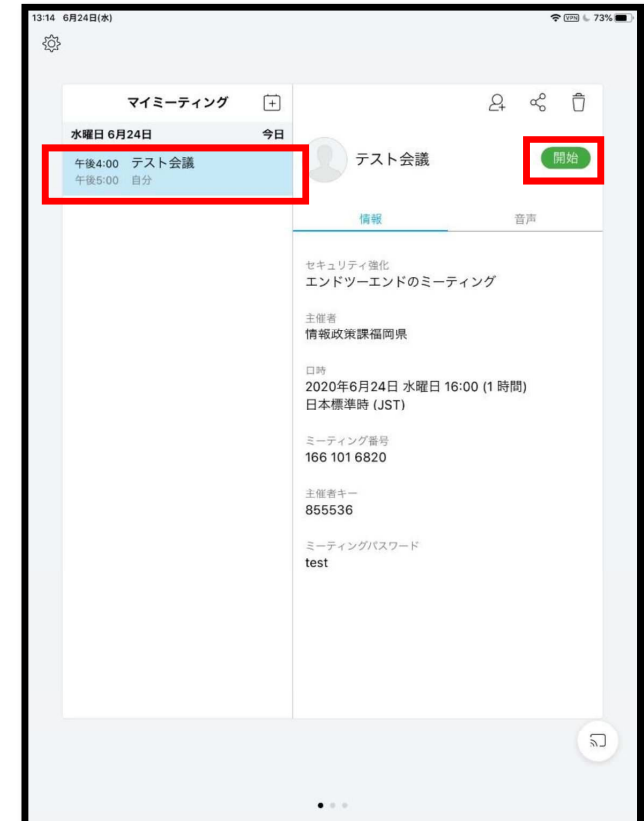 13:14 6月24日(水)
VPN 73%
マイミーティング
水曜日 6月24日 今日
午後4:00 テスト会議
午後5:00 自分
テスト会議
開始
情報 音声
セキュリティ強化
エンドツーエンドのミーティング
主催者
情報政策課福岡県
日時
2020年6月24日 水曜日 16:00 (1 時間)
日本標準時 (JST)
ミーティング番号
166 101 6820
主催者キー
855536
ミーティングパスワード
test